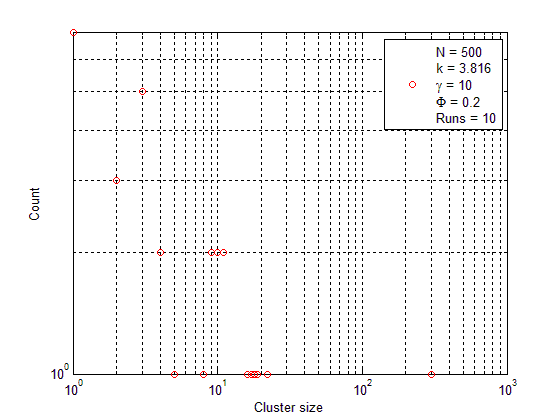 N = 500
k = 3.816
γ = 10
Φ = 0.2
Runs = 10
Count
10^0
10^0 10^1 10^2 10^3
Cluster size